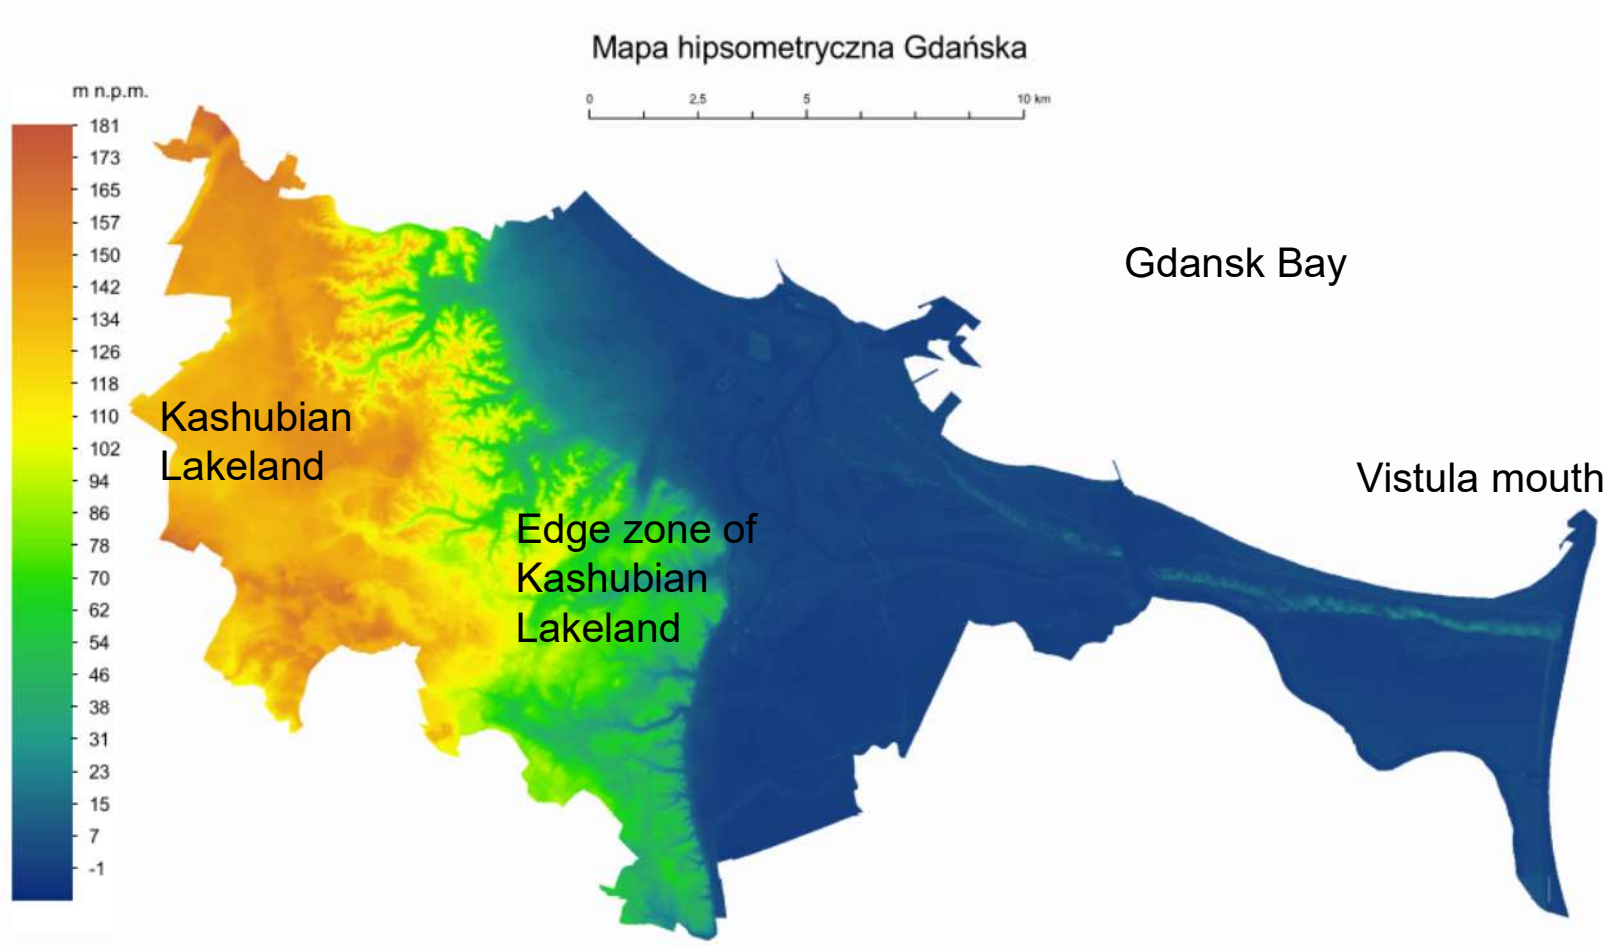 Mapa hipsometryczna Gdańska
m n.p.m.
0 2,5 5 10 km
181
173
165
157
150
142
134
126
118
110
102
94
86
78
70
62
54
46
38
31
23
15
7
-1
Gdansk Bay
Kashubian
Lakeland
Vistula mouth
Edge zone of
Kashubian
Lakeland